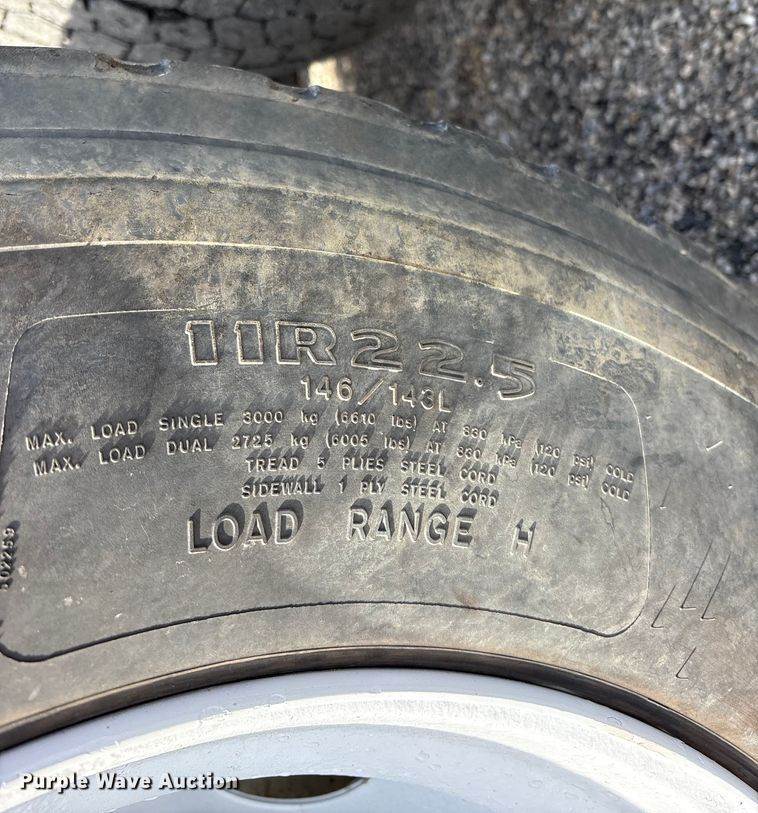 11R22.5
146/143L
MAX. LOAD SINGLE 3000 kg (6610 lbs) AT 830 kPa (120 psi) COLD
MAX. LOAD DUAL 2725 kg (6005 lbs) AT 830 kPa (120 psi) COLD
TREAD 5 PLIES STEEL CORD
SIDEWALL 1 PLY STEEL CORD
LOAD RANGE H
Purple Wave Auction